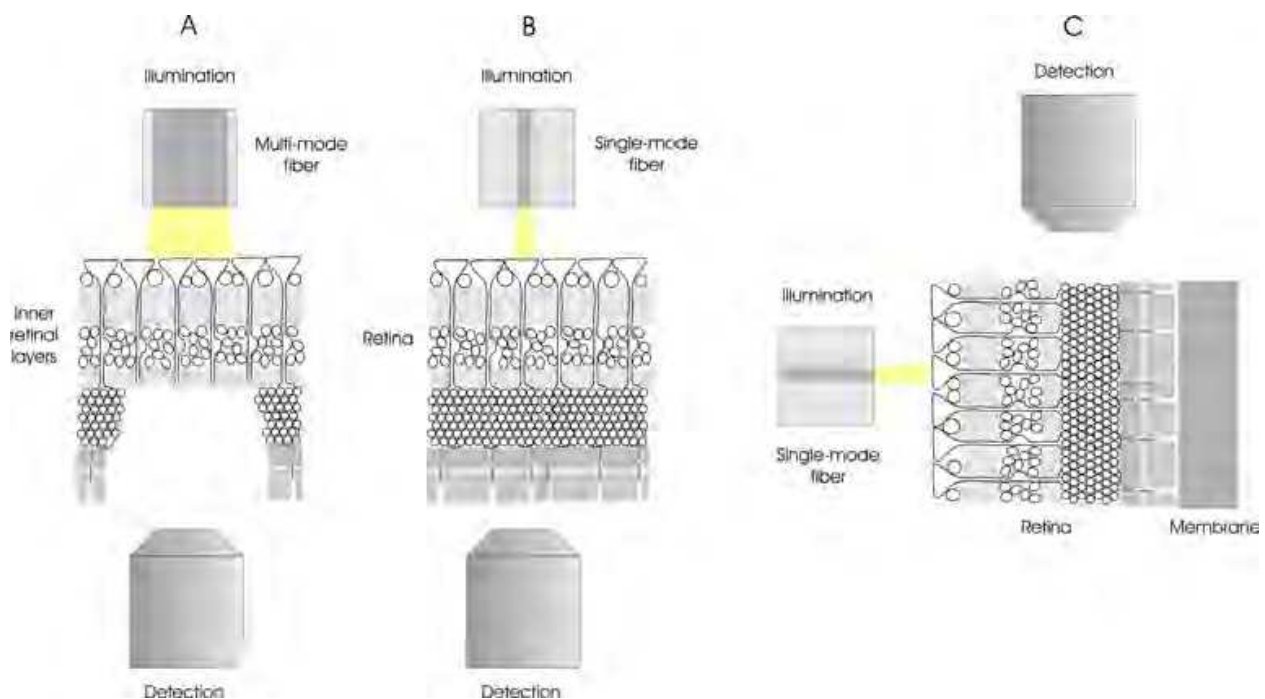 A
Illumination
Multi-mode
fiber
Inner
retinal
layers
Detection
B
Illumination
Single-mode
fiber
Retina
Detection
C
Detection
Illumination
Single-mode
fiber
Retina
Membrane